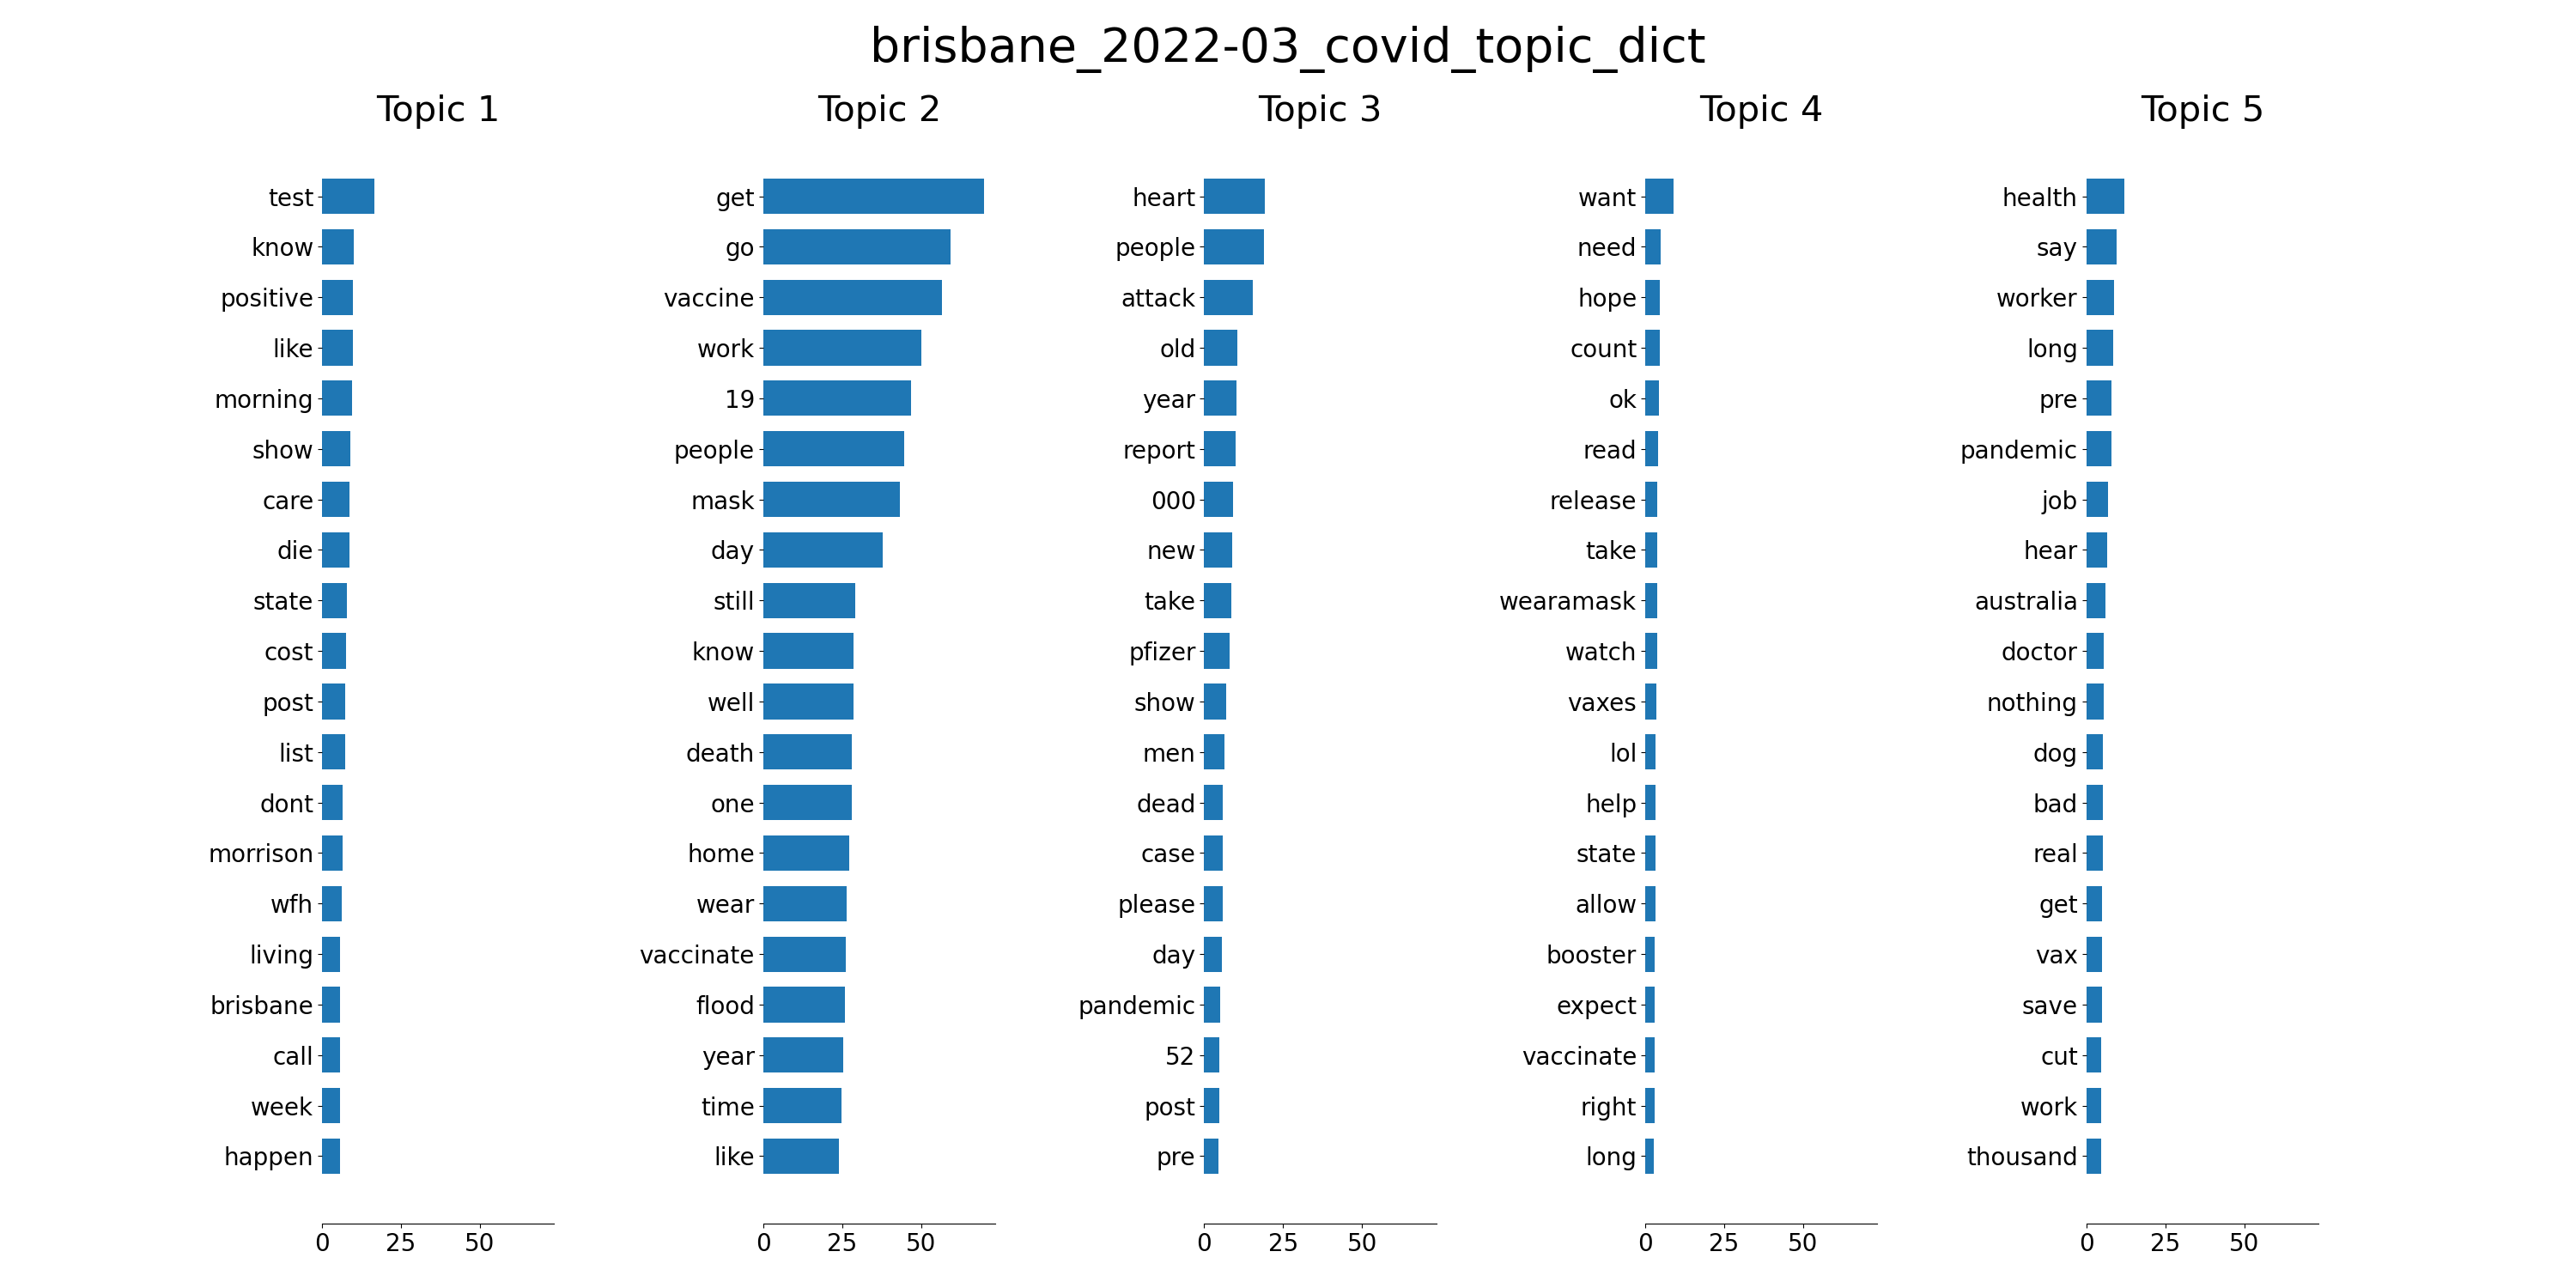 brisbane_2022-03_covid_topic_dict
Topic 1
test
know
positive
like
morning
show
care
die
state
cost
post
list
dont
morrison
wfh
living
brisbane
call
week
happen
0 25 50
Topic 2
get
go
vaccine
work
19
people
mask
day
still
know
well
death
one
home
wear
vaccinate
flood
year
time
like
0 25 50
Topic 3
heart
people
attack
old
year
report
000
new
take
pfizer
show
men
dead
case
please
day
pandemic
52
post
pre
0 25 50
Topic 4
want
need
hope
count
ok
read
release
take
wearamask
watch
vaxes
lol
help
state
allow
booster
expect
vaccinate
right
long
0 25 50
Topic 5
health
say
worker
long
pre
pandemic
job
hear
australia
doctor
nothing
dog
bad
real
get
vax
save
cut
work
thousand
0 25 50